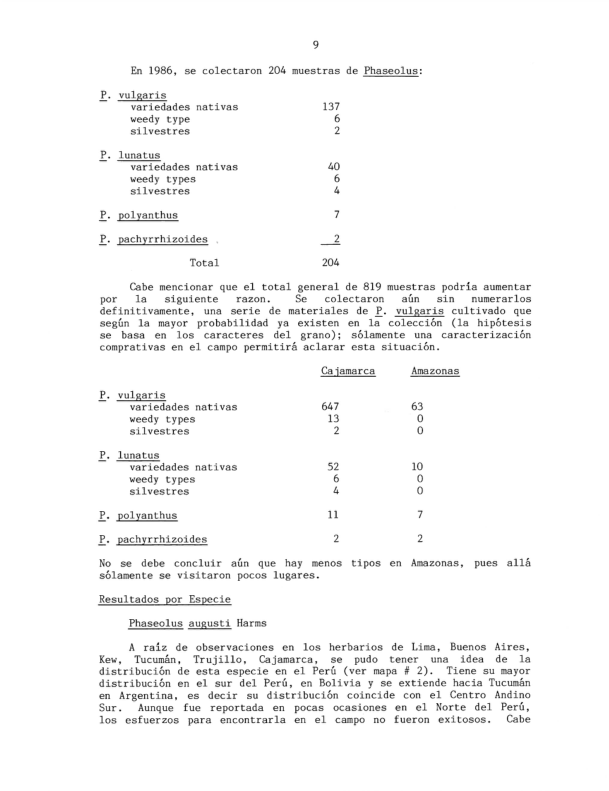 9
En 1986, se colectaron 204 muestras de Phaseolus:
P. vulgaris
variedades nativas 137
weedy type 6
silvestres 2
P. lunatus
variedades nativas 40
weedy types 6
silvestres 4
P. polyanthus 7
P. pachyrrhizoides 2
Total 204
Cabe mencionar que el total general de 819 muestras podría aumentar
por la siguiente razon. Se colectaron aún sin numerarlos
definitivamente, una serie de materiales de P. vulgaris cultivado que
según la mayor probabilidad ya existen en la colección (la hipótesis
se basa en los caracteres del grano); sólamente una caracterización
comprativas en el campo permitirá aclarar esta situación.
Cajamarca Amazonas
P. vulgaris
variedades nativas 647 63
weedy types 13 0
silvestres 2 0
P. lunatus
variedades nativas 52 10
weedy types 6 0
silvestres 4 0
P. polyanthus 11 7
P. pachyrrhizoides 2 2
No se debe concluir aún que hay menos tipos en Amazonas, pues allá
sólamente se visitaron pocos lugares.
Resultados por Especie
Phaseolus augusti Harms
A raíz de observaciones en los herbarios de Lima, Buenos Aires,
Kew, Tucumán, Trujillo, Cajamarca, se pudo tener una idea de la
distribución de esta especie en el Perú (ver mapa # 2). Tiene su mayor
distribución en el sur del Perú, en Bolivia y se extiende hacia Tucumán
en Argentina, es decir su distribución coincide con el Centro Andino
Sur. Aunque fue reportada en pocas ocasiones en el Norte del Perú,
los esfuerzos para encontrarla en el campo no fueron exitosos. Cabe